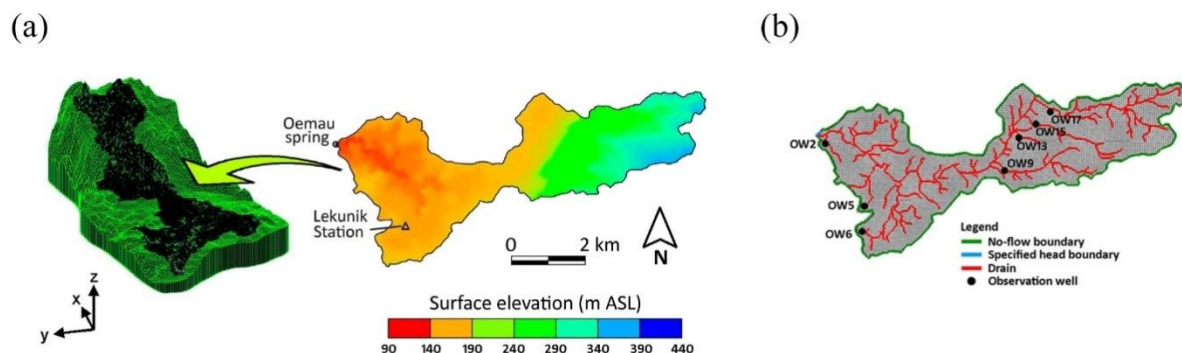 (a)
Oemau
spring
Lekunik
Station
0 2 km
N
z
x
y
Surface elevation (m ASL)
90 140 190 240 290 340 390 440
(b)
OW17
OW15
OW13
OW2
OW9
OW5
OW6
Legend
No-flow boundary
Specified head boundary
Drain
Observation well